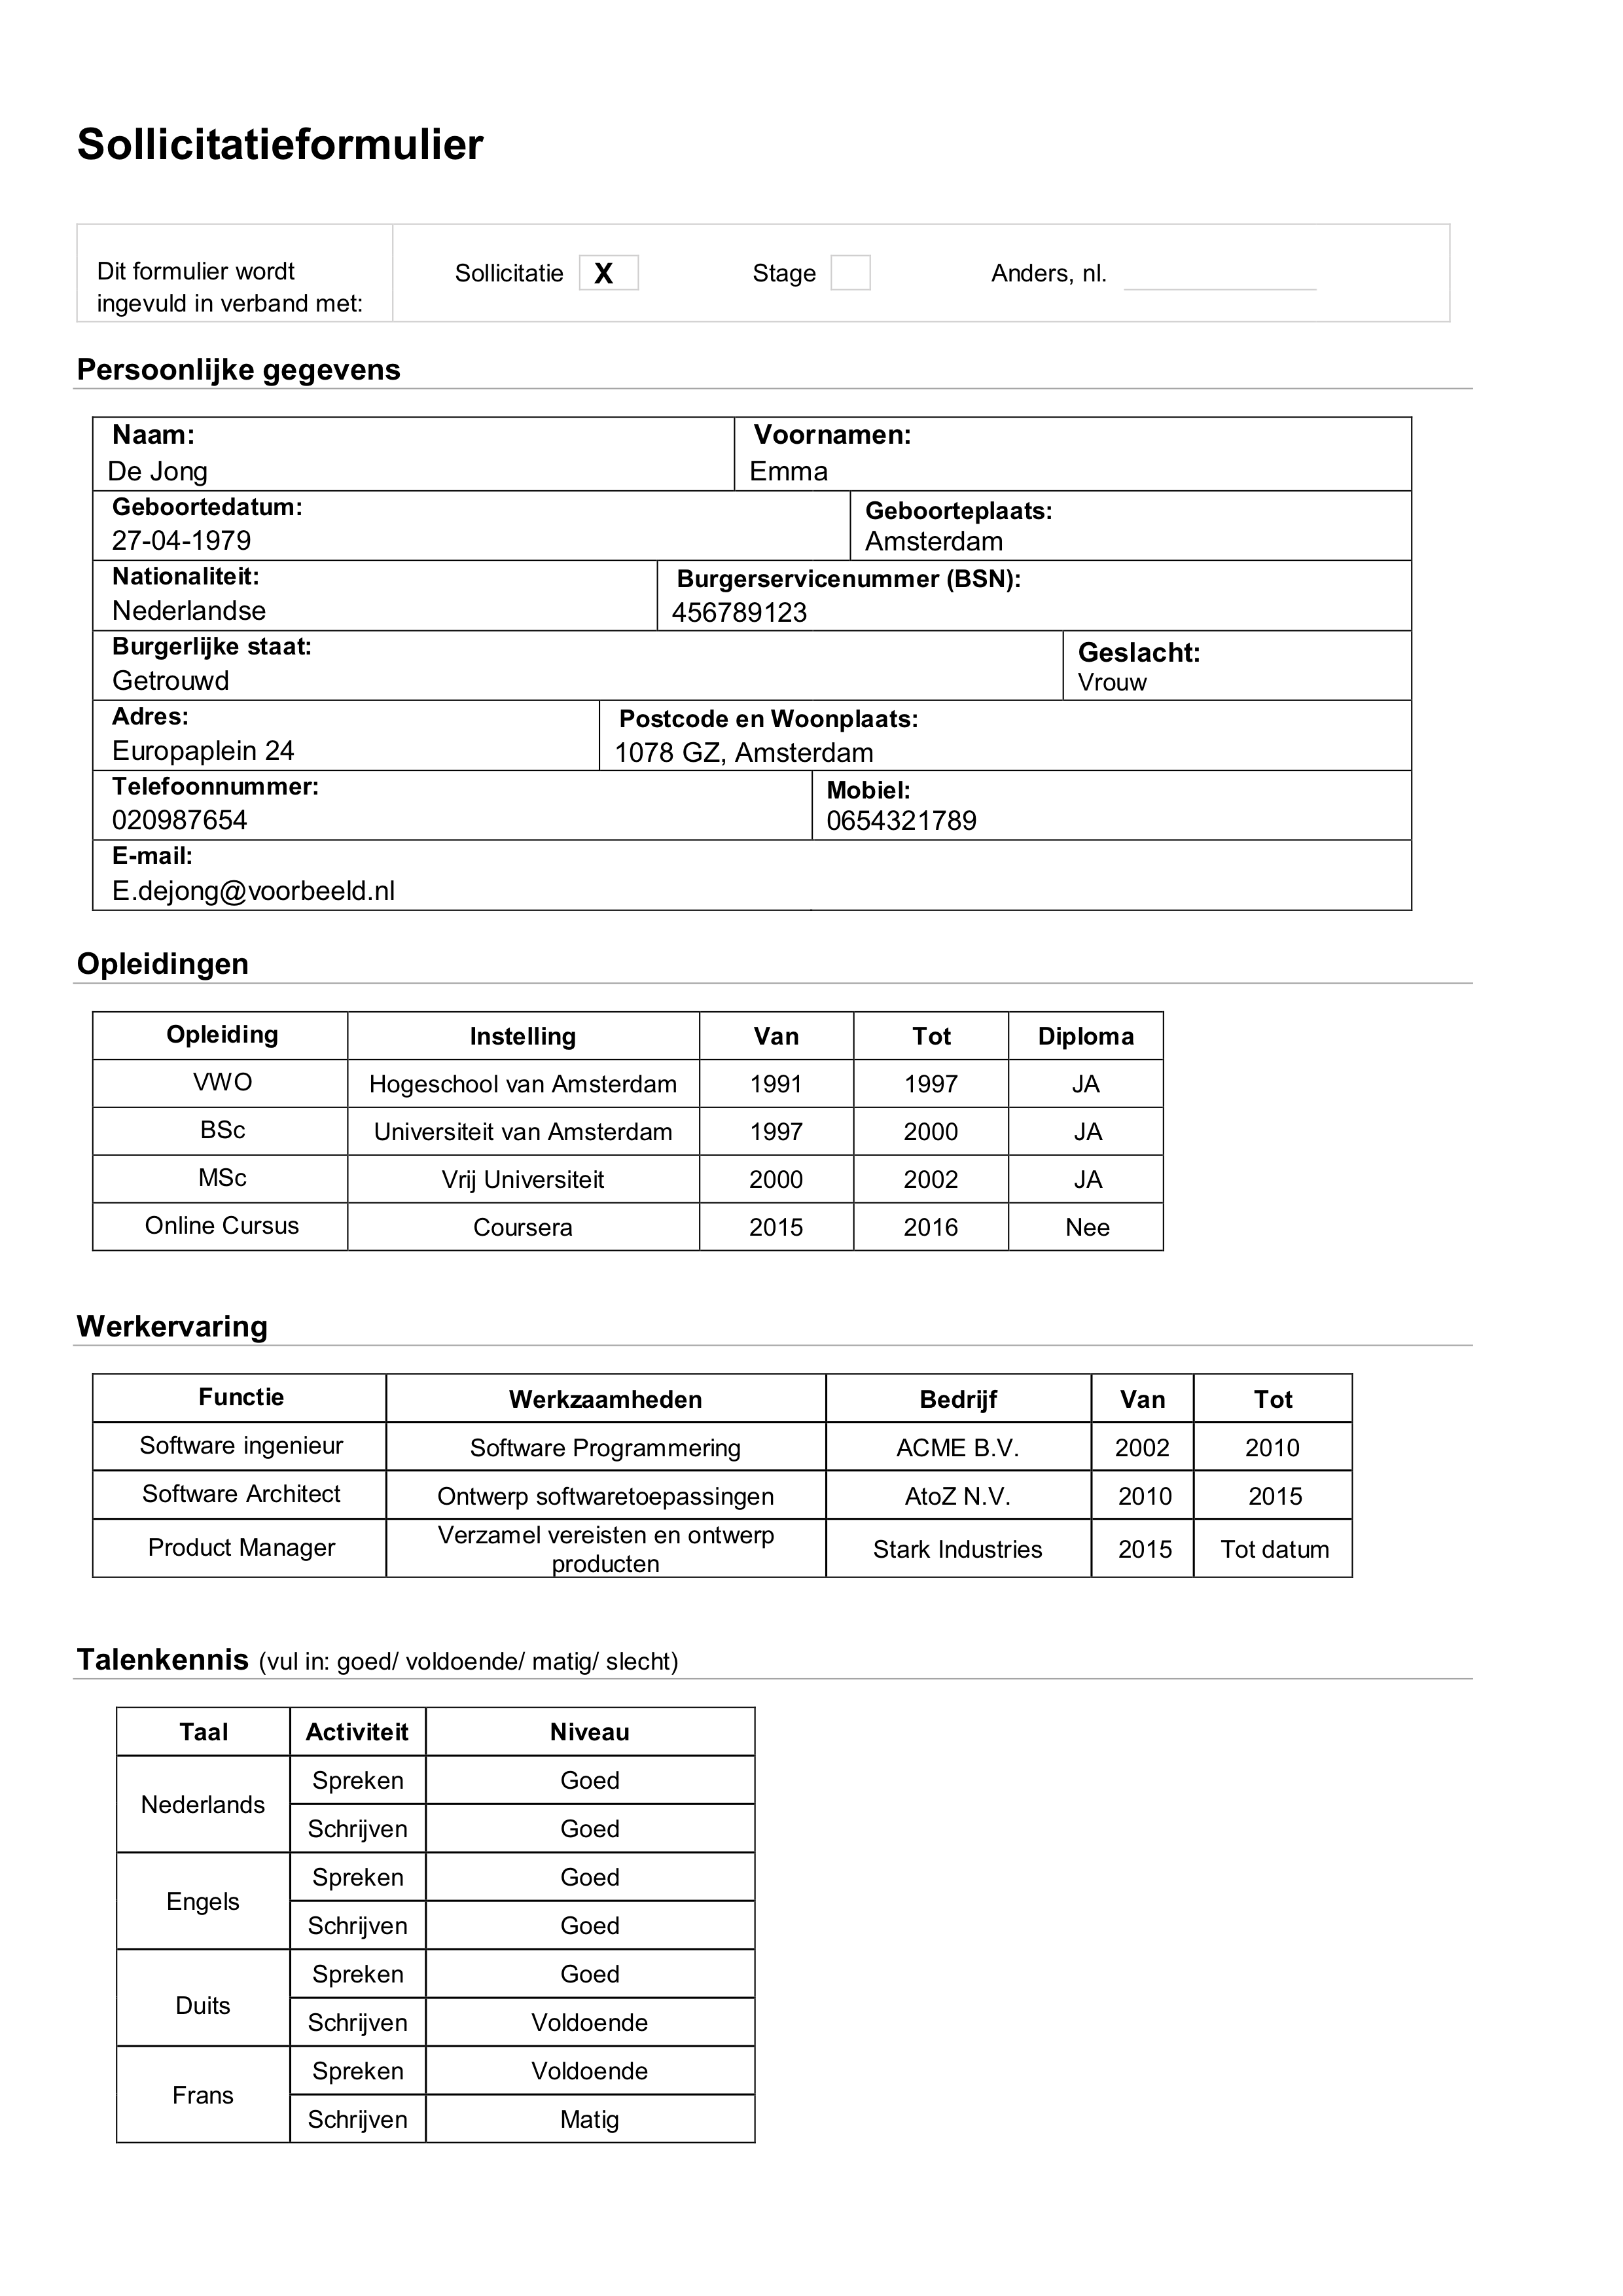 Sollicitatieformulier
Dit formulier wordt
ingevuld in verband met:
Sollicitatie X Stage Anders, nl.
Persoonlijke gegevens
Naam: Voornamen:
De Jong Emma
Geboortedatum: Geboorteplaats:
27-04-1979 Amsterdam
Nationaliteit: Burgerservicenummer (BSN):
Nederlandse 456789123
Burgerlijke staat: Geslacht:
Getrouwd Vrouw
Adres: Postcode en Woonplaats:
Europaplein 24 1078 GZ, Amsterdam
Telefoonnummer: Mobiel:
020987654 0654321789
E-mail:
E.dejong@voorbeeld.nl
Opleidingen
Opleiding Instelling Van Tot Diploma
VWO Hogeschool van Amsterdam 1991 1997 JA
BSc Universiteit van Amsterdam 1997 2000 JA
MSc Vrij Universiteit 2000 2002 JA
Online Cursus Coursera 2015 2016 Nee
Werkervaring
Functie Werkzaamheden Bedrijf Van Tot
Software ingenieur Software Programmering ACME B.V. 2002 2010
Software Architect Ontwerp softwaretoepassingen AtoZ N.V. 2010 2015
Product Manager Verzamel vereisten en ontwerp
producten Stark Industries 2015 Tot datum
Talenkennis (vul in: goed/ voldoende/ matig/ slecht)
Taal Activiteit Niveau
Nederlands Spreken Goed
Schrijven Goed
Engels Spreken Goed
Schrijven Goed
Duits Spreken Goed
Schrijven Voldoende
Frans Spreken Voldoende
Schrijven Matig